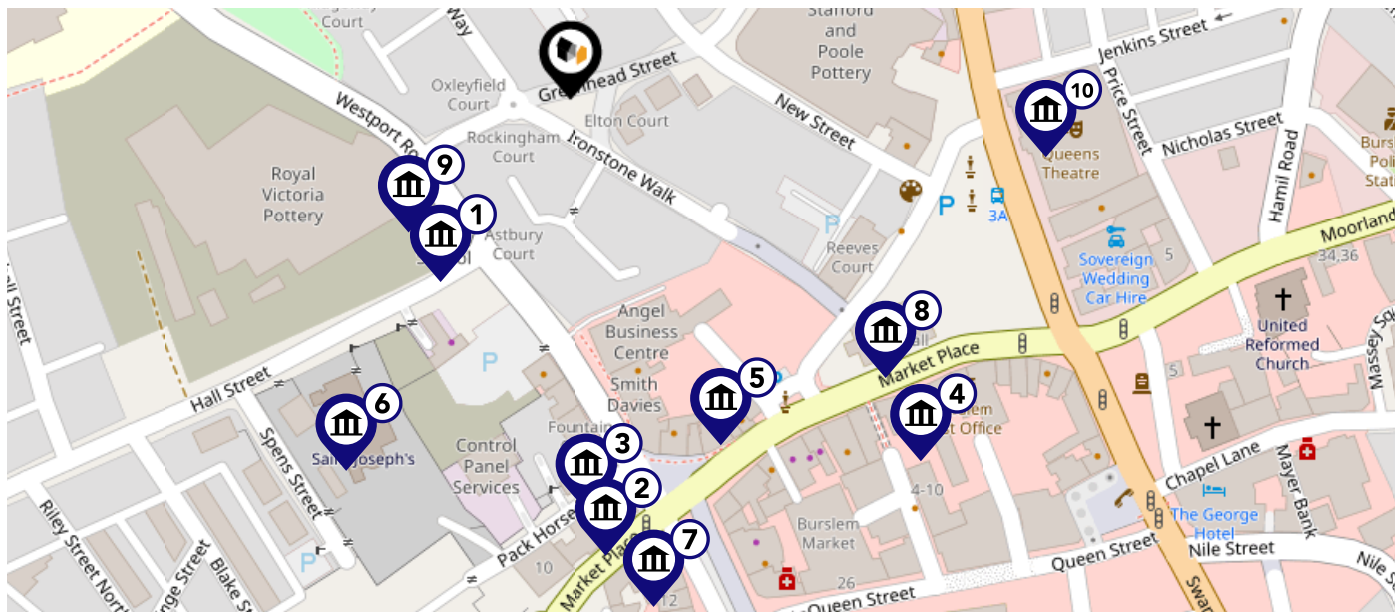 Court
Way
Stafford
and
Poole
Pottery
Jenkins Street
Greenhead Street
Oxleyfield
Court
10
Westport
New Street
Elton Court
Price Street
Nicholas Street
Rockingham
Court
Ironstone Walk
Queens
Theatre
Hamil Road
9
Royal
Victoria
Pottery
P
3A
1
Astbury
Court
P
Moorland
Reeves
Court
Sovereign
Wedding
Car Hire
5
34,36
Street
8
Angel
Business
Centre
United
Reformed
Church
Market Place
P
5
Smith
Davies
5
Hall Street
6
4
Office
Fountain
Spens Street
Control
Panel
Services
3
Chapel Lane
Mayer Bank
2
4-10
The George
Hotel
Riley Street North
Pack Horse
Burslem
Market
7
Queen Street
Nile Street
P
Blake
10
Market Place
26
12
Queen Street